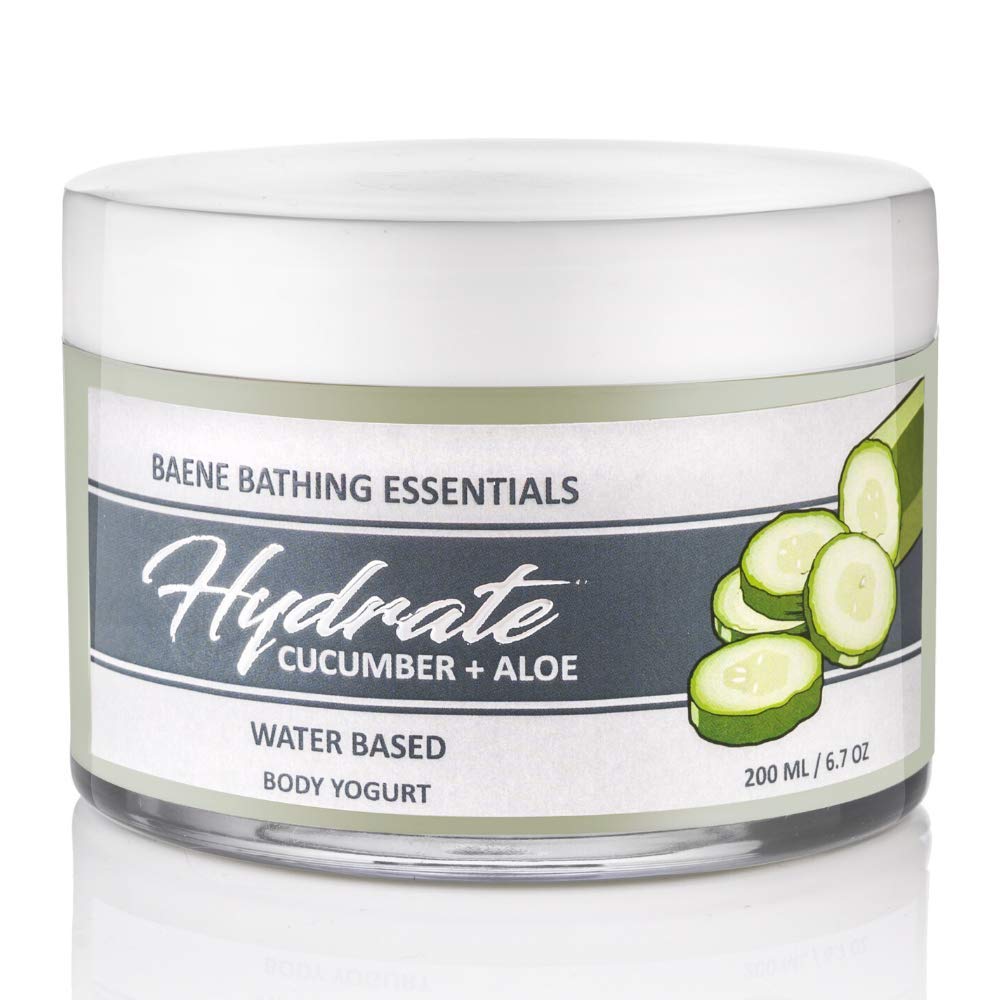 BAENE BATHING ESSENTIALS
Hydrate
CUCUMBER + ALOE
WATER BASED
BODY YOGURT
200 ML / 6.7 OZ